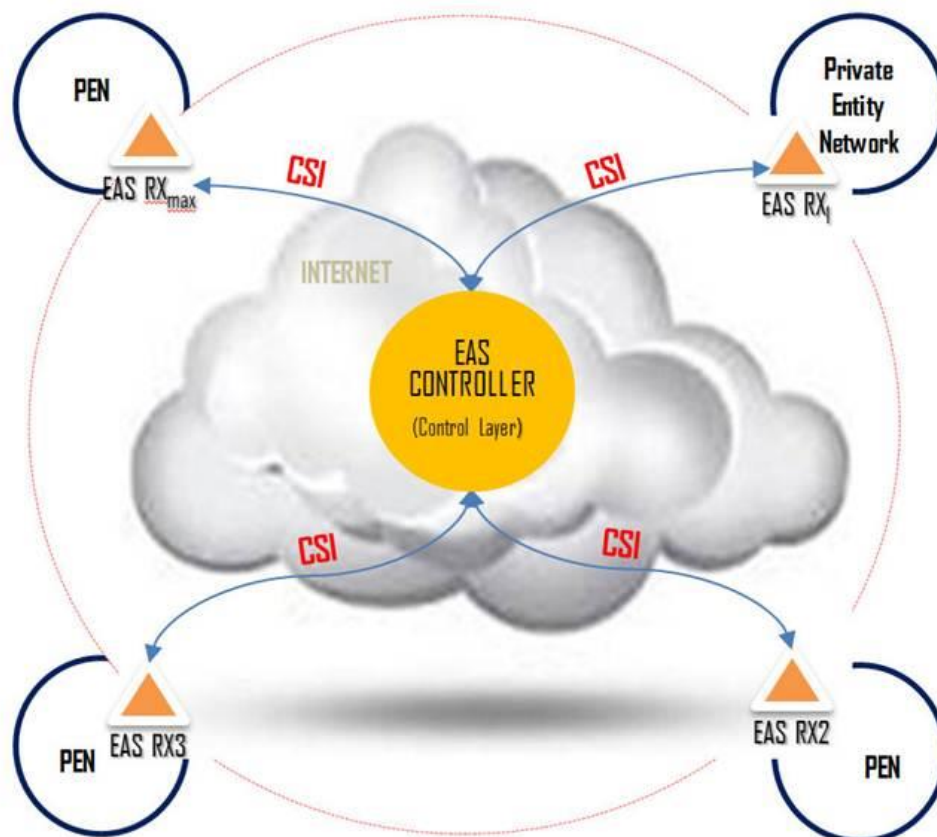 PEN
Private
Entity
Network
EAS RXmax
CSI
CSI
EAS RX1
INTERNET
EAS
CONTROLLER
(Control Layer)
CSI
CSI
EAS RX3
EAS RX2
PEN
PEN